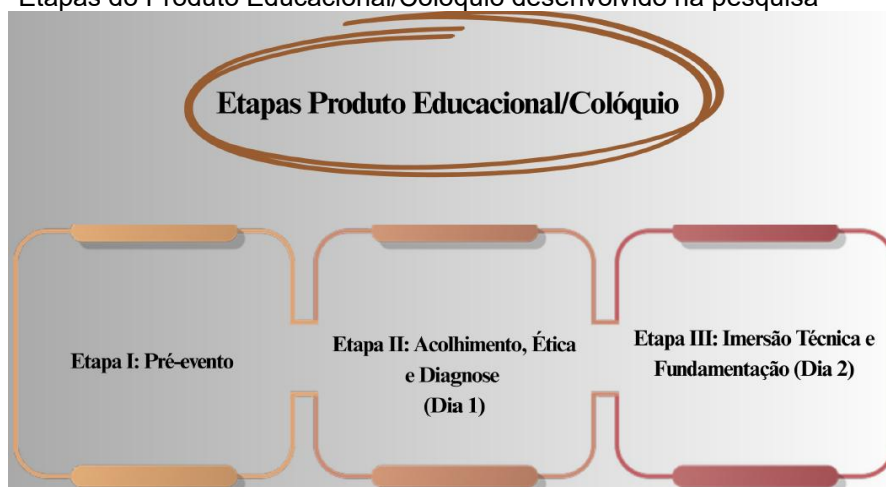 Etapas do Produto Educacional/Colóquio desenvolvido na pesquisa
Etapas Produto Educacional/Colóquio
Etapa I: Pré-evento
Etapa II: Acolhimento, Ética
e Diagnose
(Dia 1)
Etapa III: Imersão Técnica e
Fundamentação (Dia 2)